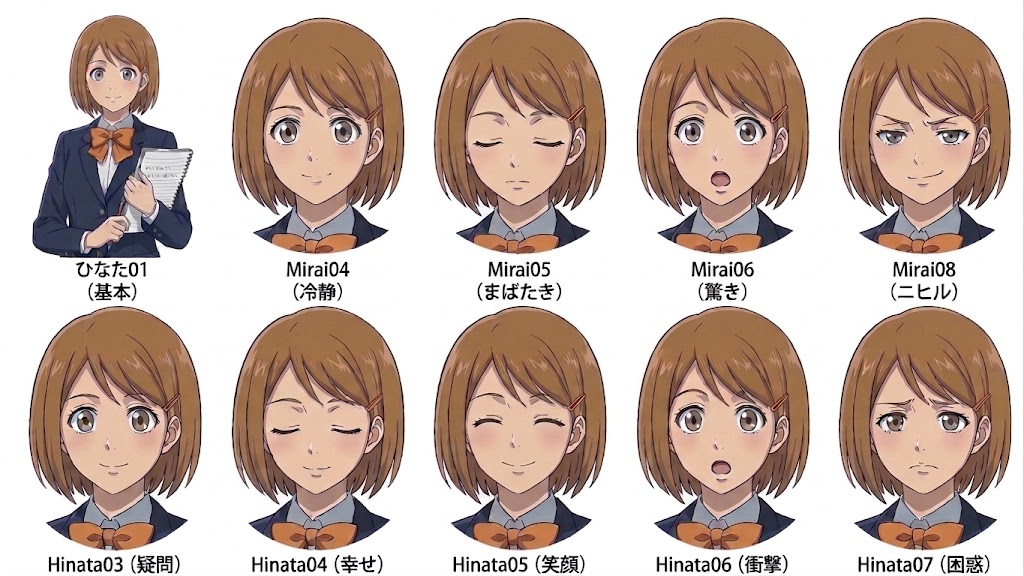 ひなた01
（基本）
Mirai04
（冷静）
Mirai05
（まばたき）
Mirai06
（驚き）
Mirai08
（ニヒル）
Hinata03（疑問）
Hinata04（幸せ）
Hinata05（笑顔）
Hinata06（衝撃）
Hinata07（困惑）